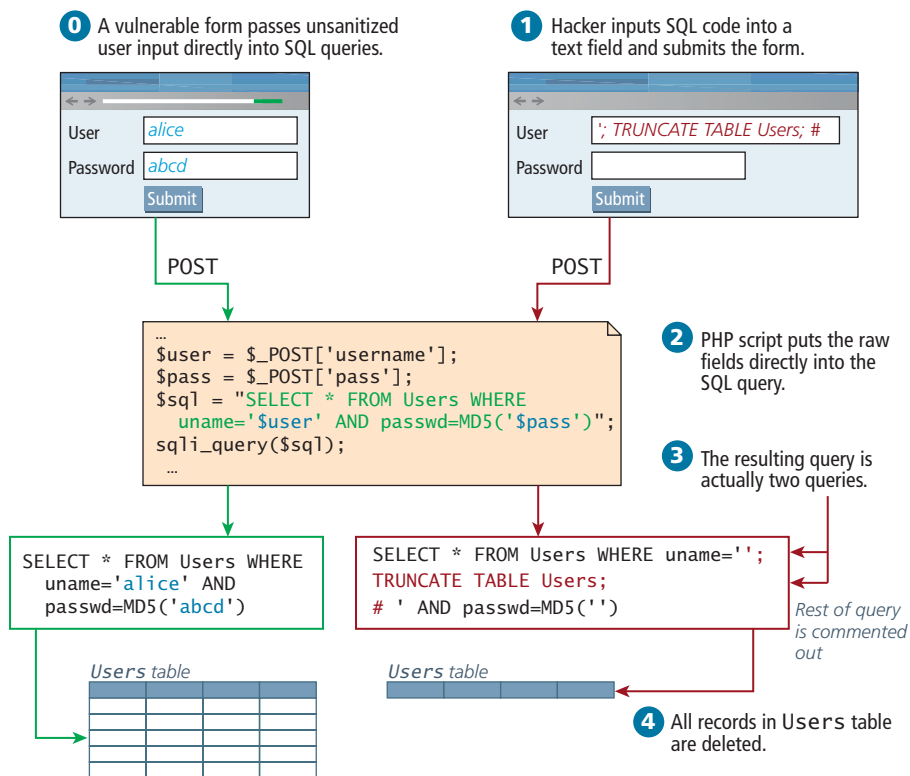 0 A vulnerable form passes unsanitized
user input directly into SQL queries.
User alice
Password abcd
Submit
POST
1 Hacker inputs SQL code into a
text field and submits the form.
User '; TRUNCATE TABLE Users; #
Password
Submit
POST
…
$user = $_POST['username'];
$pass = $_POST['pass'];
$sql = "SELECT * FROM Users WHERE
uname='$user' AND passwd=MD5('$pass')";
sqli_query($sql);
…
2 PHP script puts the raw
fields directly into the
SQL query.
3 The resulting query is
actually two queries.
SELECT * FROM Users WHERE
uname='alice' AND
passwd=MD5('abcd')
SELECT * FROM Users WHERE uname='';
TRUNCATE TABLE Users;
# ' AND passwd=MD5('')
Rest of query
is commented
out
Users table
Users table
4 All records in Users table
are deleted.